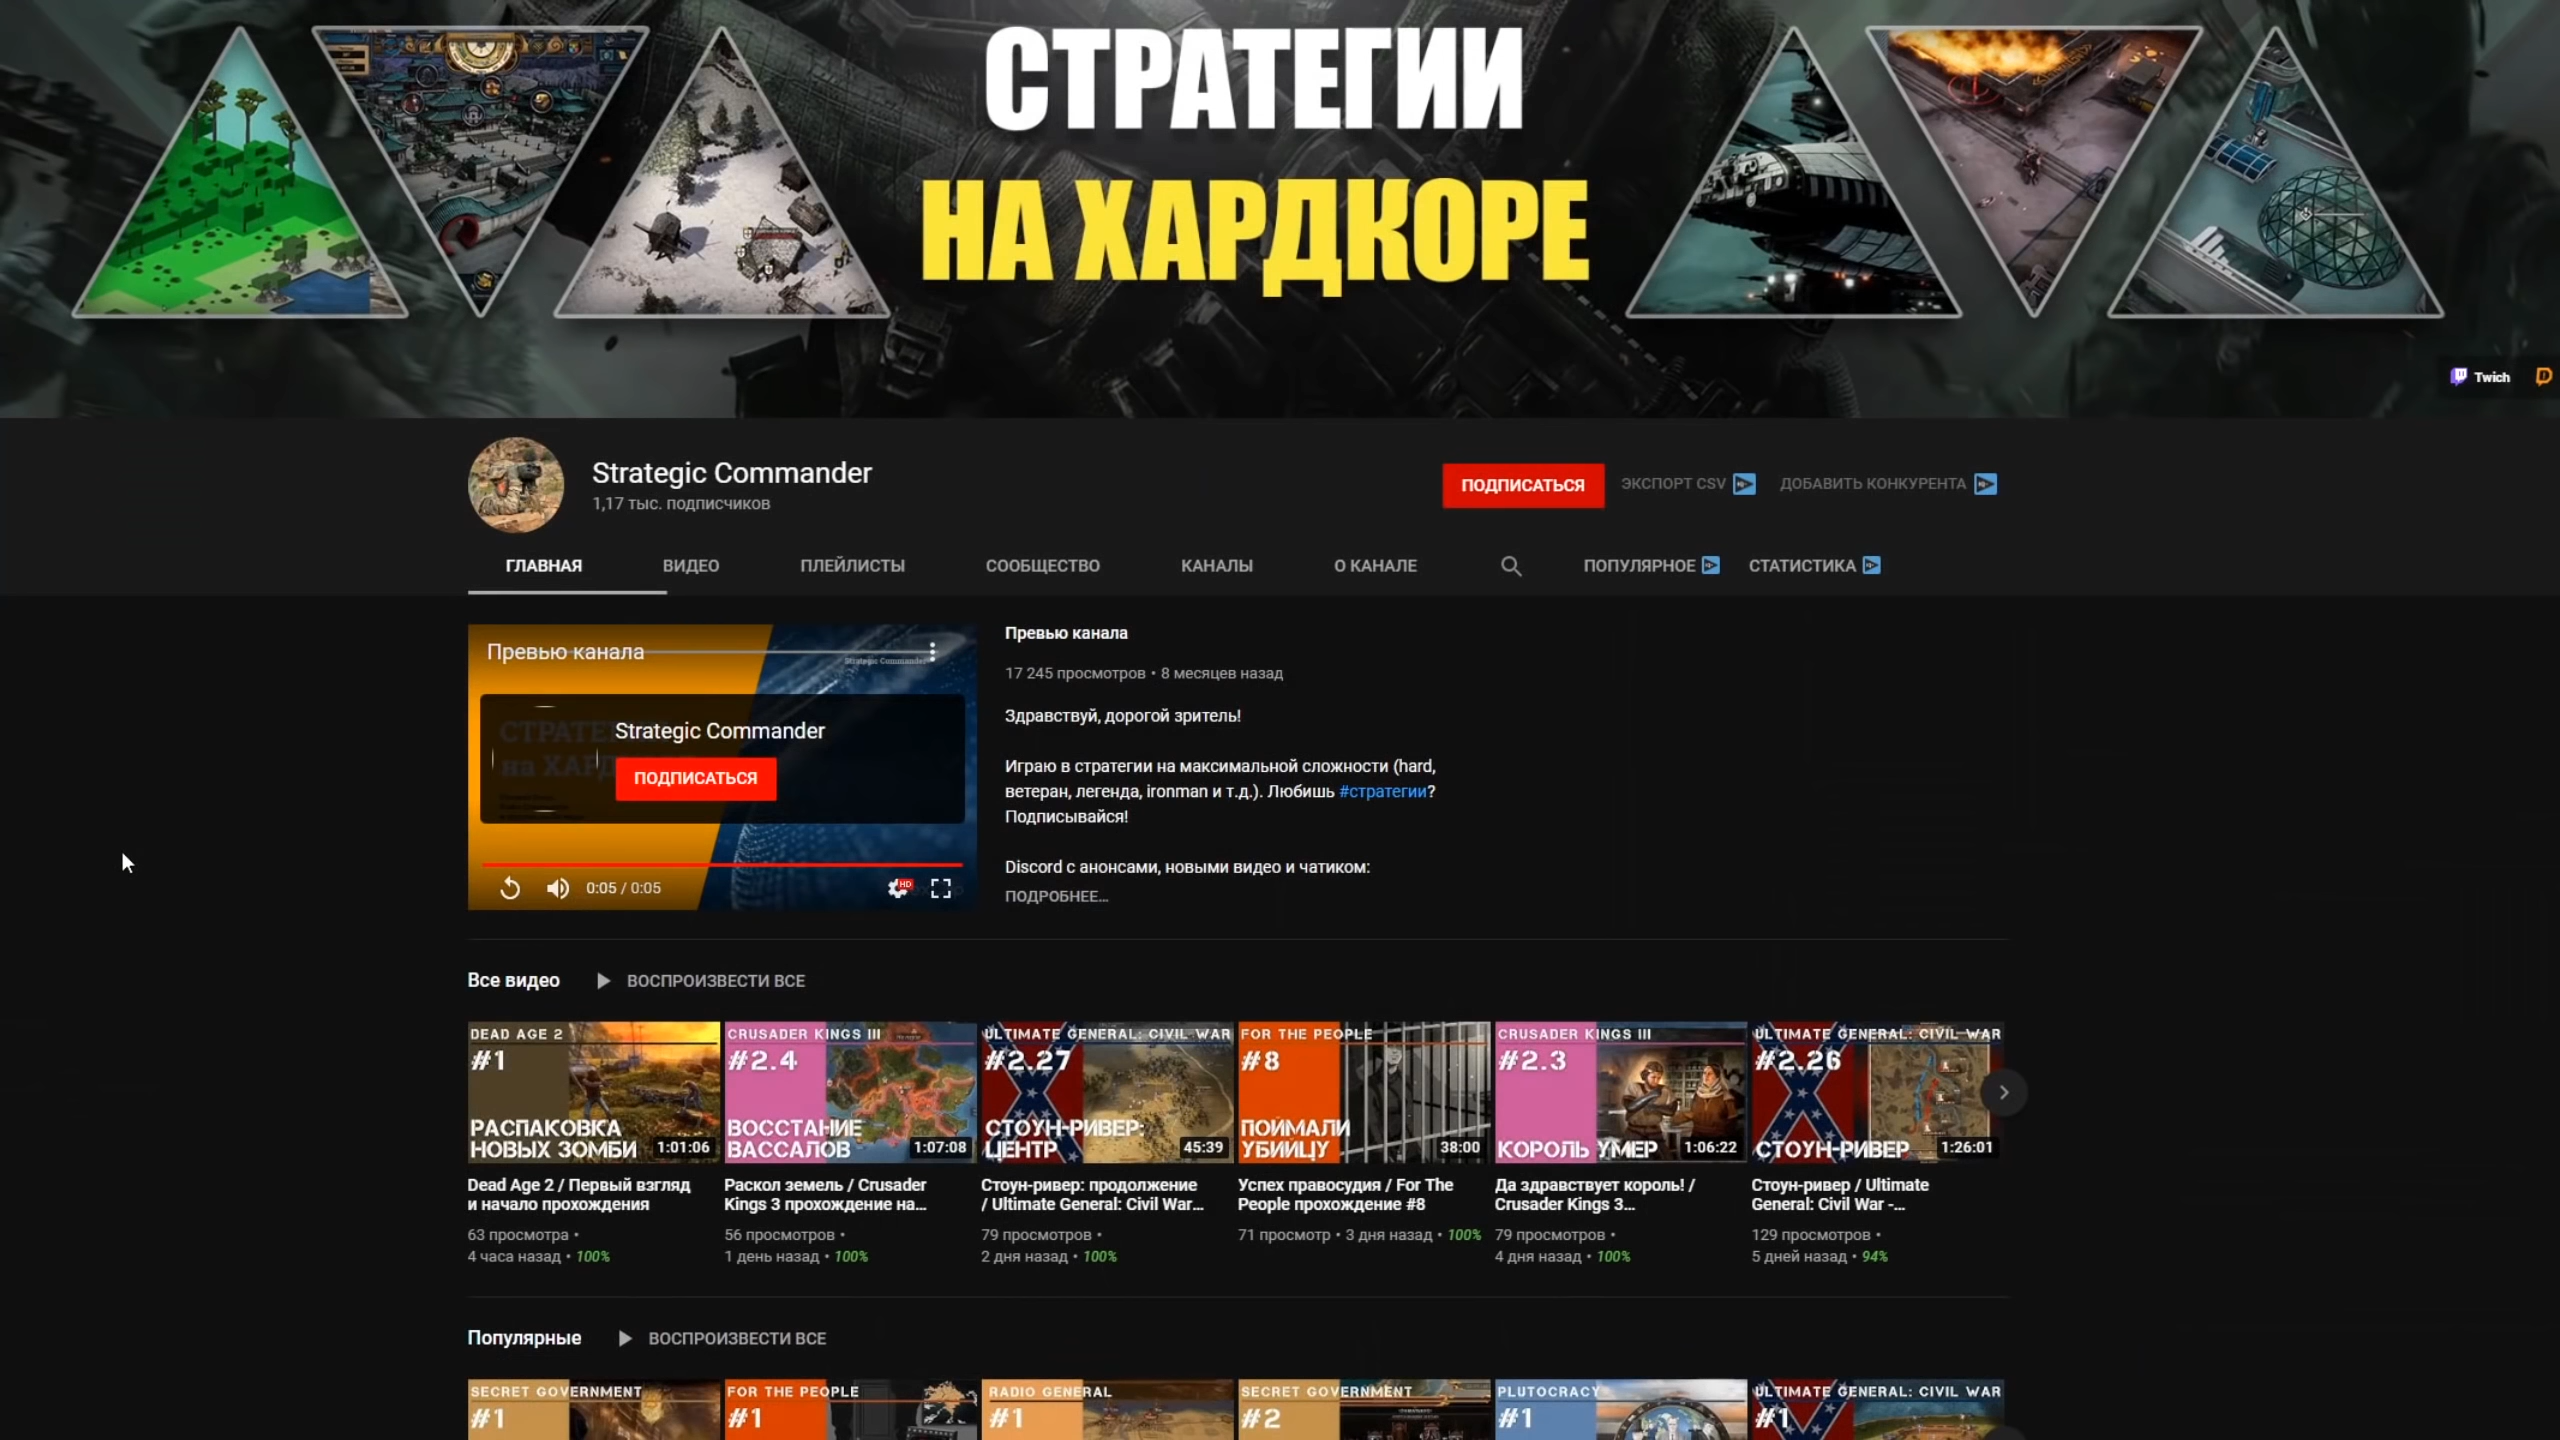 СТРАТЕГИИ
НА ХАРДКОРЕ
Twich
Strategic Commander
1,17 тыс. подписчиков
ПОДПИСАТЬСЯ
ЭКСПОРТ CSV
ДОБАВИТЬ КОНКУРЕНТА
ГЛАВНАЯ
ВИДЕО
ПЛЕЙЛИСТЫ
СООБЩЕСТВО
КАНАЛЫ
О КАНАЛЕ
ПОПУЛЯРНОЕ
СТАТИСТИКА
Превью канала
Strategic Commander
Strategic Commander
ПОДПИСАТЬСЯ
0:05 / 0:05
HD
Превью канала
17 245 просмотров • 8 месяцев назад
Здравствуй, дорогой зритель!
Играю в стратегии на максимальной сложности (hard,
ветеран, легенда, ironman и т.д.). Любишь #стратегии?
Подписывайся!
Discord с анонсами, новыми видео и чатиком:
ПОДРОБНЕЕ...
Все видео
ВОСПРОИЗВЕСТИ ВСЕ
DEAD AGE 2
#1
РАСПАКОВКА
НОВЫХ ЗОМБИ
1:01:06
Dead Age 2 / Первый взгляд
и начало прохождения
63 просмотра •
4 часа назад • 100%
CRUSADER KINGS III
#2.4
ВОССТАНИЕ
ВАССАЛОВ
1:07:08
Раскол земель / Crusader
Kings 3 прохождение на...
56 просмотров •
1 день назад • 100%
ULTIMATE GENERAL: CIVIL WAR
#2.27
СТОУН-РИВЕР:
ЦЕНТР
45:39
Стоун-ривер: продолжение
/ Ultimate General: Civil War...
79 просмотров •
2 дня назад • 100%
FOR THE PEOPLE
#8
ПОЙМАЛИ
УБИЙЦУ
38:00
Успех правосудия / For The
People прохождение #8
71 просмотр • 3 дня назад • 100%
CRUSADER KINGS III
#2.3
КОРОЛЬ УМЕР
1:06:22
Да здравствует король! /
Crusader Kings 3...
79 просмотров •
4 дня назад • 100%
ULTIMATE GENERAL: CIVIL WAR
#2.26
СТОУН-РИВЕР
1:26:01
Стоун-ривер / Ultimate
General: Civil War -...
129 просмотров •
5 дней назад • 94%
Популярные
ВОСПРОИЗВЕСТИ ВСЕ
SECRET GOVERNMENT
#1
FOR THE PEOPLE
#1
RADIO GENERAL
#1
SECRET GOVERNMENT
#2
PLUTOCRACY
#1
ULTIMATE GENERAL: CIVIL WAR
#1